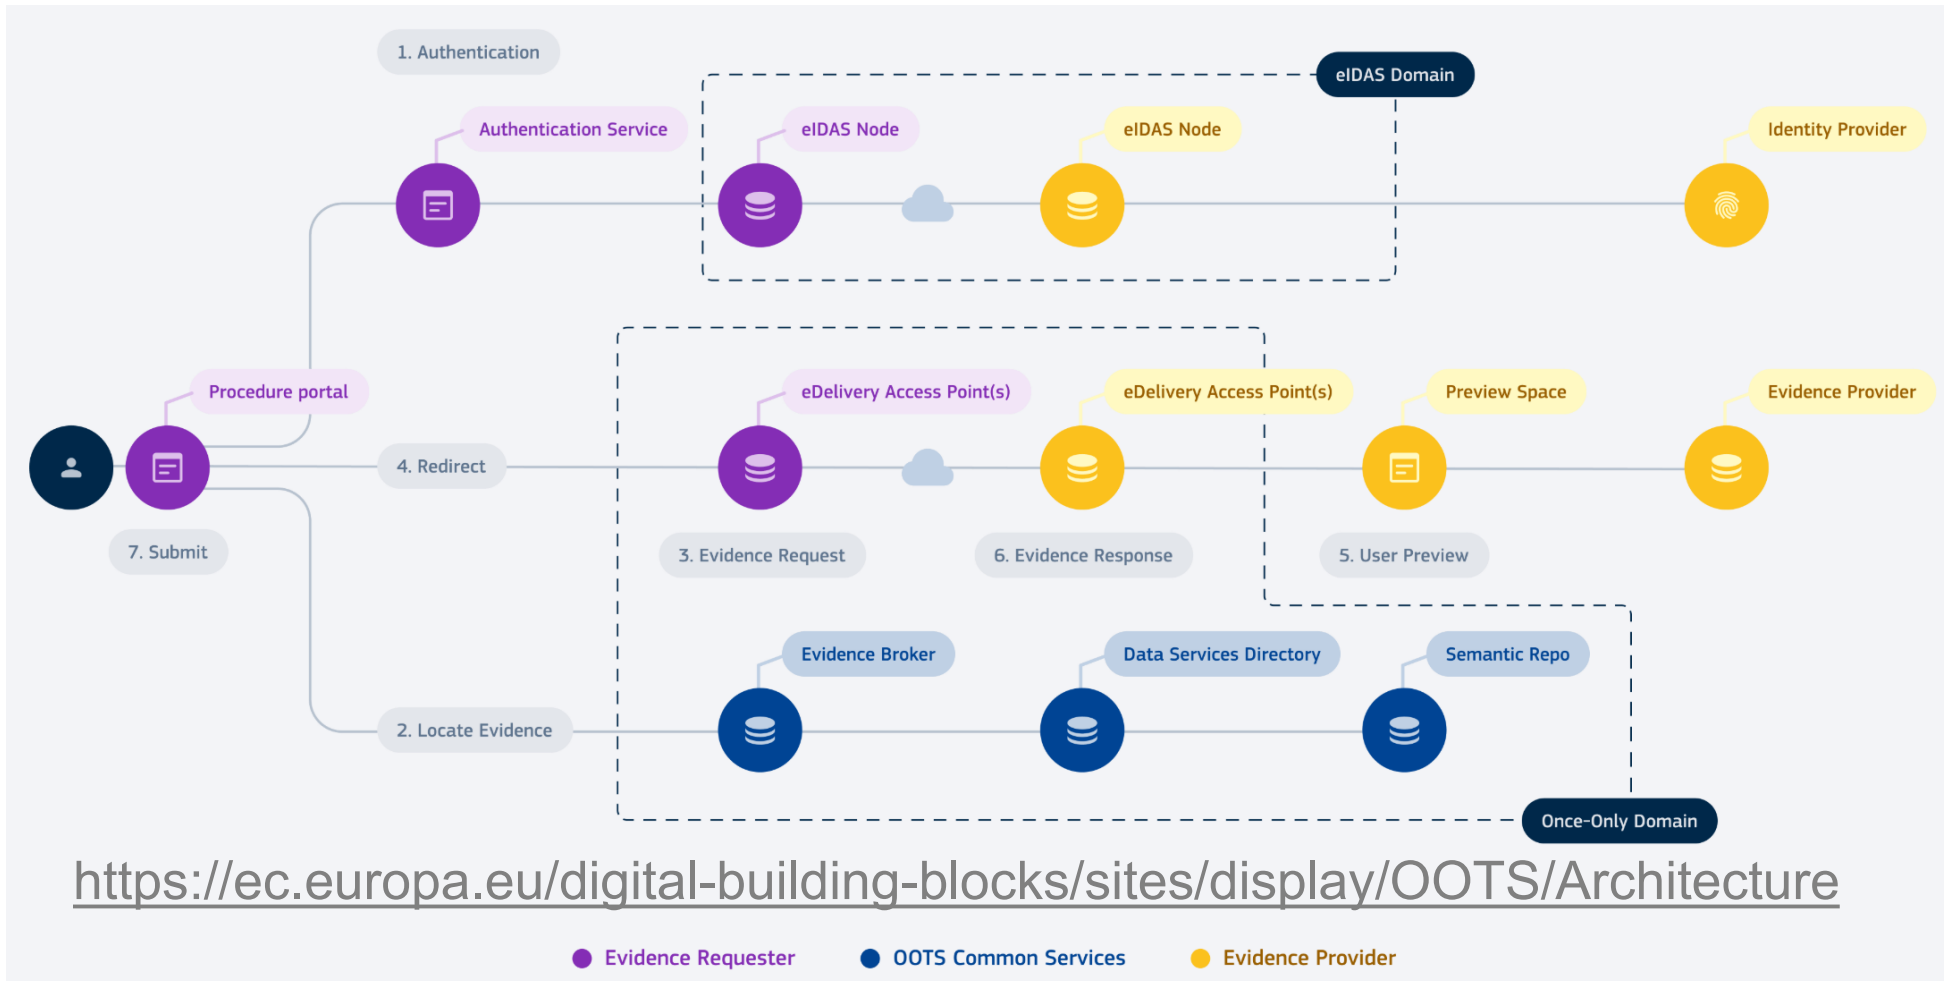 1. Authentication
eIDAS Domain
Authentication Service
eIDAS Node
eIDAS Node
Identity Provider
Procedure portal
eDelivery Access Point(s)
eDelivery Access Point(s)
Preview Space
Evidence Provider
4. Redirect
7. Submit
3. Evidence Request
6. Evidence Response
5. User Preview
Evidence Broker
Data Services Directory
Semantic Repo
2. Locate Evidence
Once-Only Domain
https://ec.europa.eu/digital-building-blocks/sites/display/OOTS/Architecture
Evidence Requester
OOTS Common Services
Evidence Provider